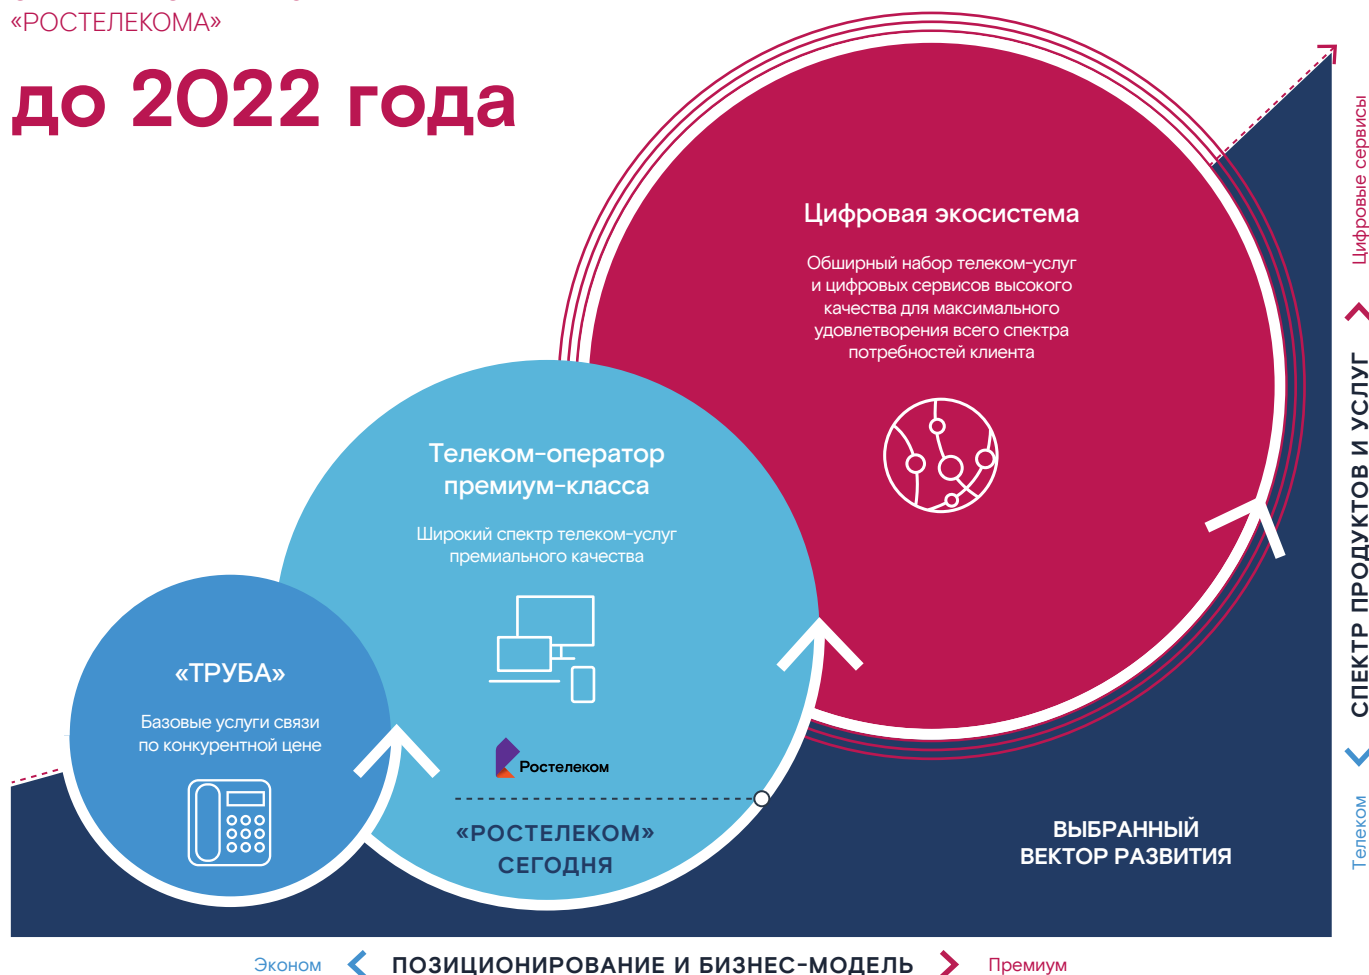 «РОСТЕЛЕКОМА»
до 2022 года
Цифровая экосистема
Обширный набор телеком-услуг
и цифровых сервисов высокого
качества для максимального
удовлетворения всего спектра
потребностей клиента
Телеком-оператор
премиум-класса
Широкий спектр телеком-услуг
премиального качества
«ТРУБА»
Базовые услуги связи
по конкурентной цене
Ростелеком
«РОСТЕЛЕКОМ»
СЕГОДНЯ
ВЫБРАННЫЙ
ВЕКТОР РАЗВИТИЯ
Цифровые сервисы
СПЕКТР ПРОДУКТОВ И УСЛУГ
Телеком
Эконом
ПОЗИЦИОНИРОВАНИЕ И БИЗНЕС-МОДЕЛЬ
Премиум